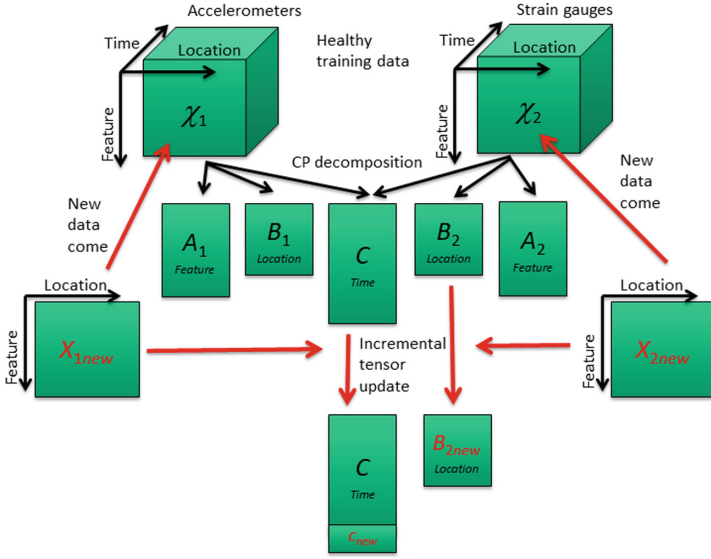 Accelerometers
Strain gauges
Time
Location
Feature
χ1
Healthy
training data
Time
Location
Feature
χ2
CP decomposition
New
data
come
New
data
come
A1
Feature
B1
Location
C
Time
B2
Location
A2
Feature
Location
Feature
X1new
Incremental
tensor
update
Location
Feature
X2new
C
Time
Cnew
B2new
Location